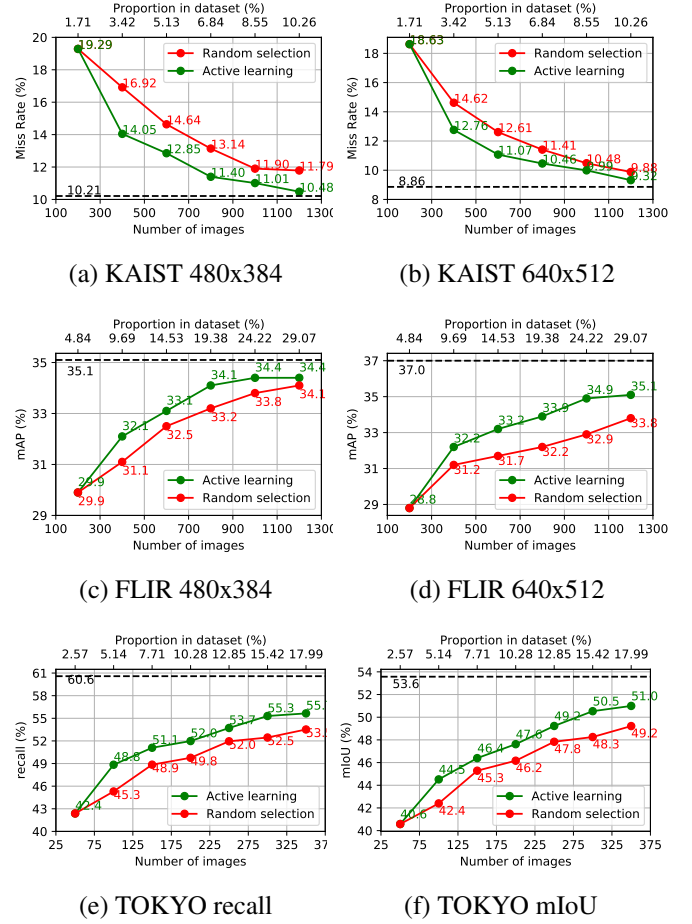 Proportion in dataset (%)
1.71 3.42 5.13 6.84 8.55 10.26
20
18
16
14
12
10
Miss Rate (%)
19.29
16.92
14.64
13.14
11.90
11.79
14.05
12.85
11.40
11.01
10.48
10.21
Random selection
Active learning
100 300 500 700 900 1100 1300
Number of images
(a) KAIST 480x384
Proportion in dataset (%)
1.71 3.42 5.13 6.84 8.55 10.26
18
16
14
12
10
8
Miss Rate (%)
18.63
14.62
12.61
11.41
10.48
9.88
12.76
11.07
10.46
9.99
9.32
8.86
Random selection
Active learning
100 300 500 700 900 1100 1300
Number of images
(b) KAIST 640x512
Proportion in dataset (%)
4.84 9.69 14.53 19.38 24.22 29.07
35
33
31
29
mAP (%)
35.1
29.9
32.1
33.1
34.1
34.4
34.4
29.9
31.1
32.5
33.2
33.8
34.1
Active learning
Random selection
100 300 500 700 900 1100 1300
Number of images
(c) FLIR 480x384
Proportion in dataset (%)
4.84 9.69 14.53 19.38 24.22 29.07
37
35
33
31
29
mAP (%)
37.0
28.8
32.2
33.2
33.9
34.9
35.1
31.2
31.7
32.2
32.9
33.8
Active learning
Random selection
100 300 500 700 900 1100 1300
Number of images
(d) FLIR 640x512
Proportion in dataset (%)
2.57 5.14 7.71 10.28 12.85 15.42 17.99
61
58
55
52
49
46
43
40
recall (%)
60.6
42.4
48.8
51.1
52.0
53.7
55.3
55.
45.3
48.9
49.8
52.0
52.5
53.
Active learning
Random selection
25 75 125 175 225 275 325 37
Number of images
(e) TOKYO recall
Proportion in dataset (%)
2.57 5.14 7.71 10.28 12.85 15.42 17.99
54
52
50
48
46
44
42
40
mIoU (%)
53.6
40.6
44.5
46.4
47.6
49.2
50.5
51.0
42.4
45.3
46.2
47.8
48.3
49.2
Active learning
Random selection
25 75 125 175 225 275 325 375
Number of images
(f) TOKYO mIoU